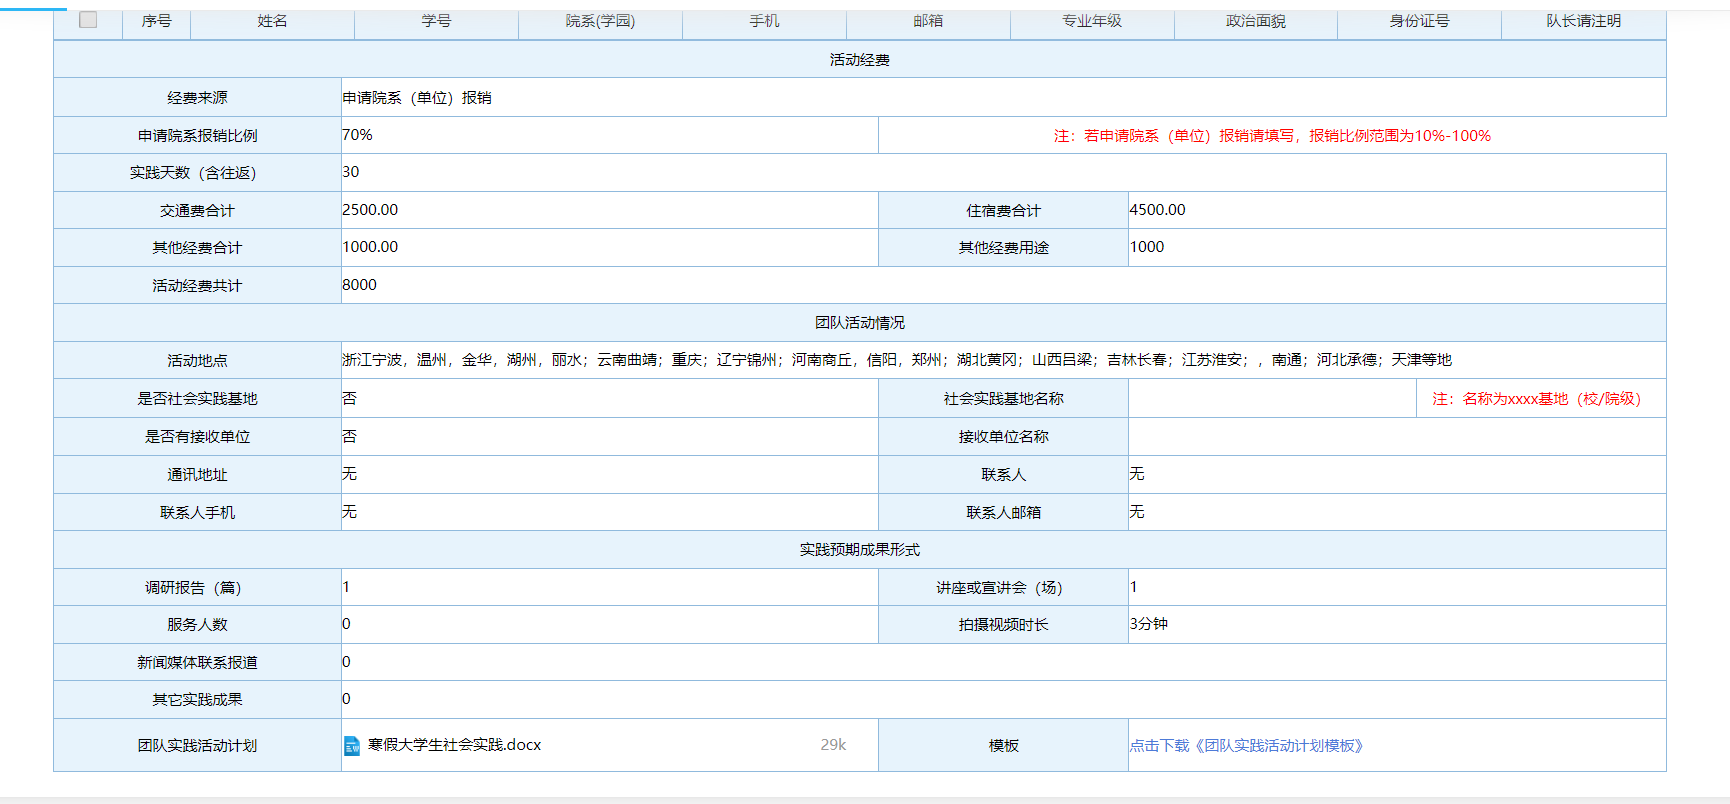 序号 姓名 学号 院系(学园) 手机 邮箱 专业年级 政治面貌 身份证号 队长请注明
活动经费
经费来源 申请院系（单位）报销
申请院系报销比例 70% 注：若申请院系（单位）报销请填写，报销比例范围为10%-100%
实践天数（含往返） 30
交通费合计 2500.00 住宿费合计 4500.00
其他经费合计 1000.00 其他经费用途 1000
活动经费共计 8000
团队活动情况
活动地点 浙江宁波，温州，金华，湖州，丽水；云南曲靖；重庆；辽宁锦州；河南商丘，信阳，郑州；湖北黄冈；山西吕梁；吉林长春；江苏淮安；，南通；河北承德；天津等地
是否社会实践基地 否 社会实践基地名称 注：名称为xxxx基地（校/院级）
是否有接收单位 否 接收单位名称
通讯地址 无 联系人 无
联系人手机 无 联系人邮箱 无
实践预期成果形式
调研报告（篇） 1 讲座或宣讲会（场） 1
服务人数 0 拍摄视频时长 3分钟
新闻媒体联系报道 0
其它实践成果 0
团队实践活动计划 寒假大学生社会实践.docx 29k 模板 点击下载《团队实践活动计划模板》